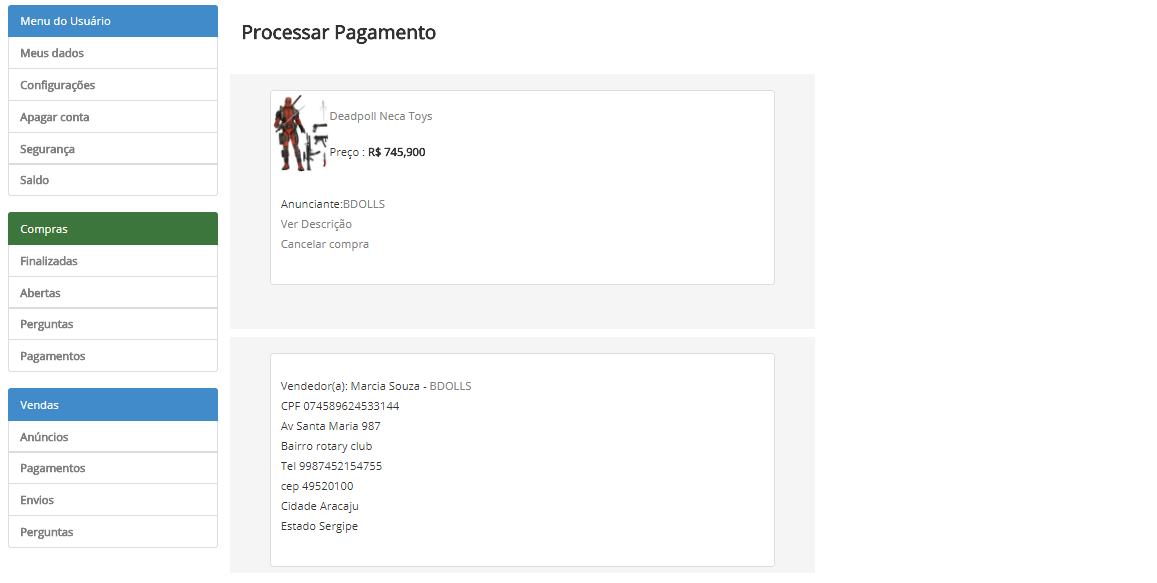 Menu do Usuário
Meus dados
Configurações
Apagar conta
Segurança
Saldo
Compras
Finalizadas
Abertas
Perguntas
Pagamentos
Vendas
Anúncios
Pagamentos
Envios
Perguntas
Processar Pagamento
Deadpoll Neca Toys
Preço : R$ 745,900
Anunciante:BDOLLS
Ver Descrição
Cancelar compra
Vendedor(a): Marcia Souza - BDOLLS
CPF 074589624533144
Av Santa Maria 987
Bairro rotary club
Tel 9987452154755
cep 49520100
Cidade Aracaju
Estado Sergipe